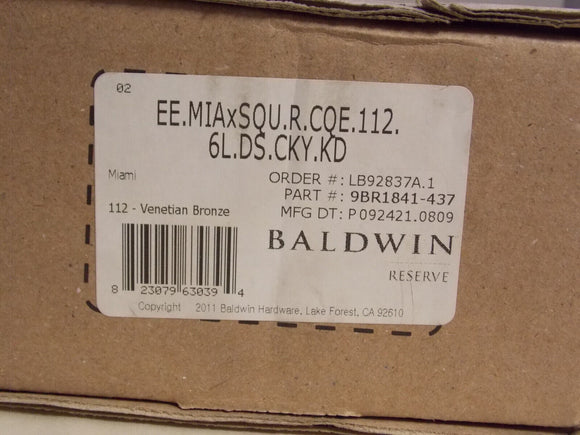 02
EE.MIAxSQU.R.CQE.112.
6L.DS.CKY.KD
Miami
ORDER #: LB92837A.1
PART #: 9BR1841-437
112 - Venetian Bronze
MFG DT: P 092421.0809
BALDWIN
RESERVE
8 23079 63039 4
Copyright 2011 Baldwin Hardware, Lake Forest, CA 92610